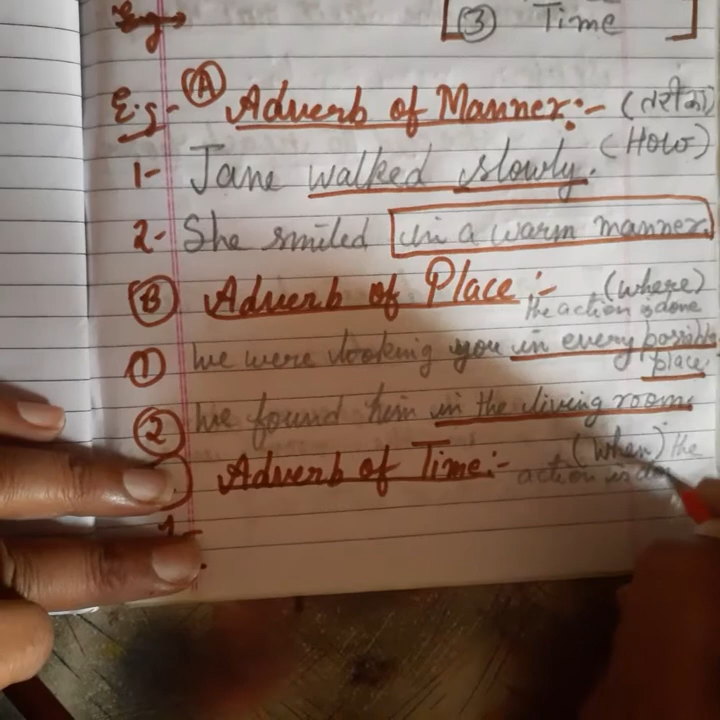 [③ Time ]
E.g- Ⓐ Adverb of Manner:- (तरीका)
(How)
1- Jane walked slowly.
2- She smiled in a warm manner.
Ⓑ Adverb of Place:- (where)
the action is done
① We were looking you in every possible
place.
② We found him in the living room
Adverb of Time:- (when) the
action is do
1-